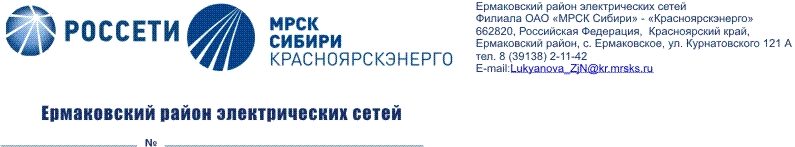 РОССЕТИ
МРСК
СИБИРИ
КРАСНОЯРСКЭНЕРГО
Ермаковский район электрических сетей
Филиала ОАО «МРСК Сибири» - «Красноярскэнерго»
662820, Российская Федерация, Красноярский край,
Ермаковский район, с. Ермаковское, ул. Курнатовского 121 А
тел. 8 (39138) 2-11-42
E-mail:Lukyanova_ZjN@kr.mrsks.ru
Ермаковский район электрических сетей
№